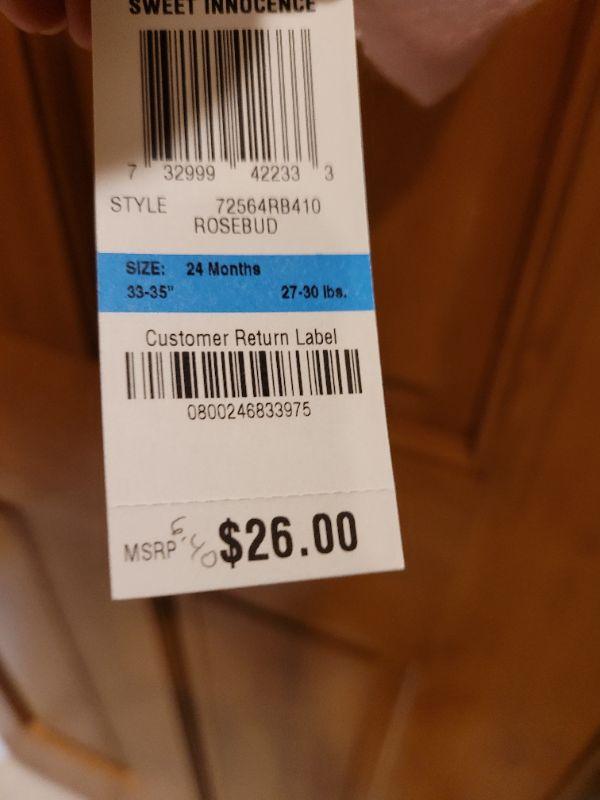 SWEET INNOCENCE
7 32999 42233 3
STYLE 72564RB410
ROSEBUD
SIZE: 24 Months
33-35" 27-30 lbs.
Customer Return Label
0800246833975
MSRP $26.00